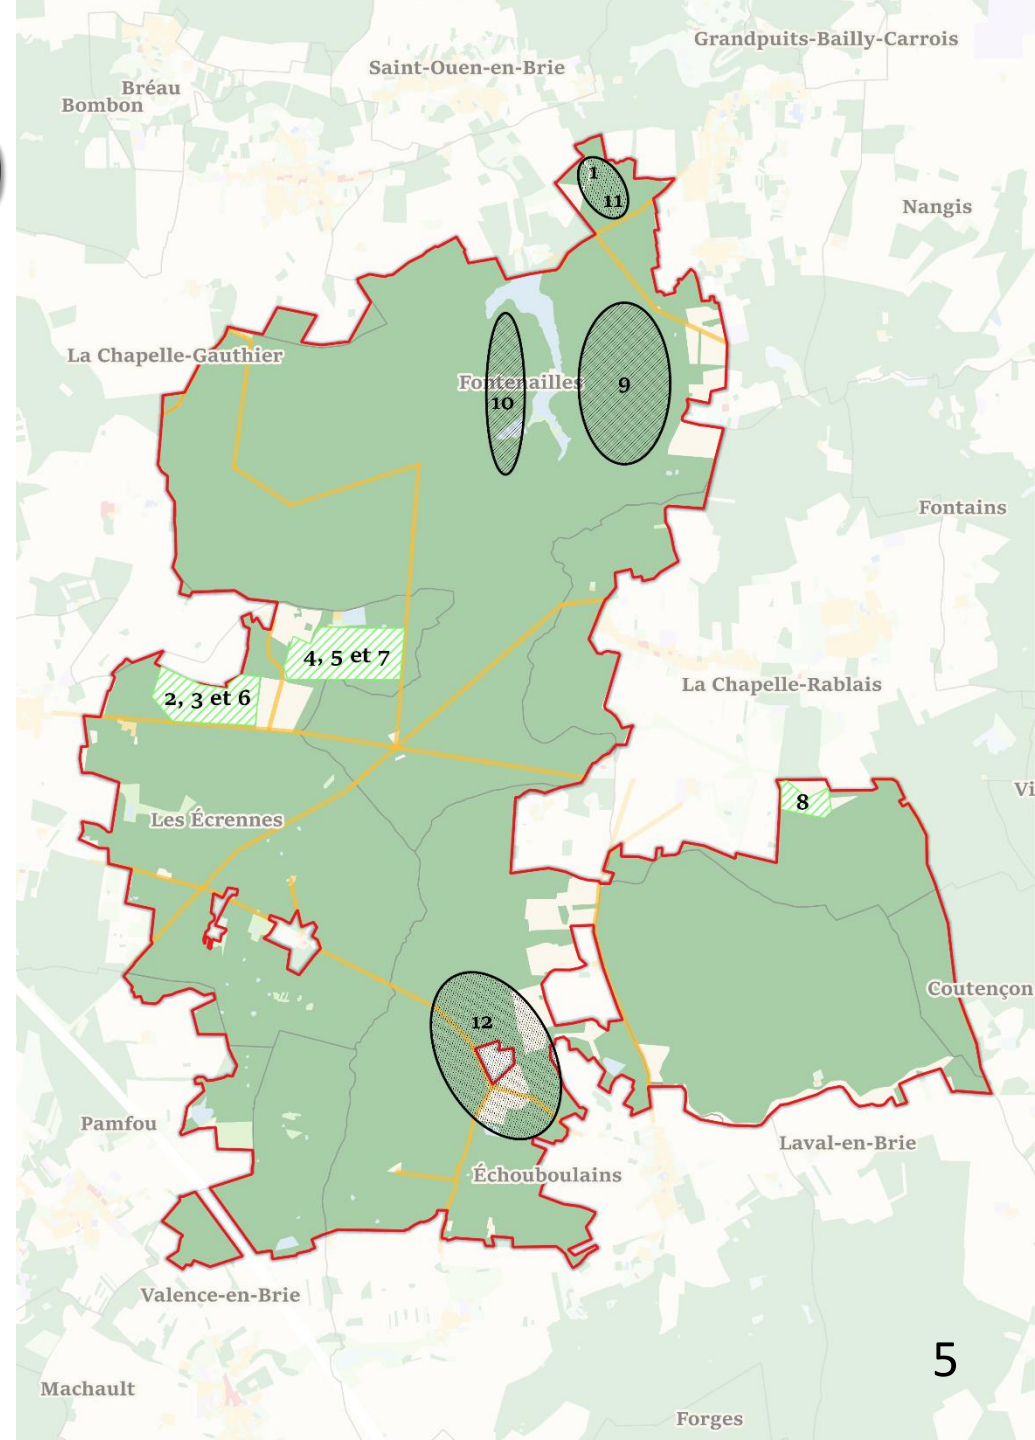 Grandpuits-Bailly-Carrois
Saint-Ouen-en-Brie
Bréau
Bombon
1
11
Nangis
La Chapelle-Gauthier
Fontenailles
9
10
Fontains
4, 5 et 7
2, 3 et 6
La Chapelle-Rablais
Vi
8
Les Écrennes
Coutençon
12
Pamfou
Laval-en-Brie
Échouboulains
Valence-en-Brie
5
Machault
Forges